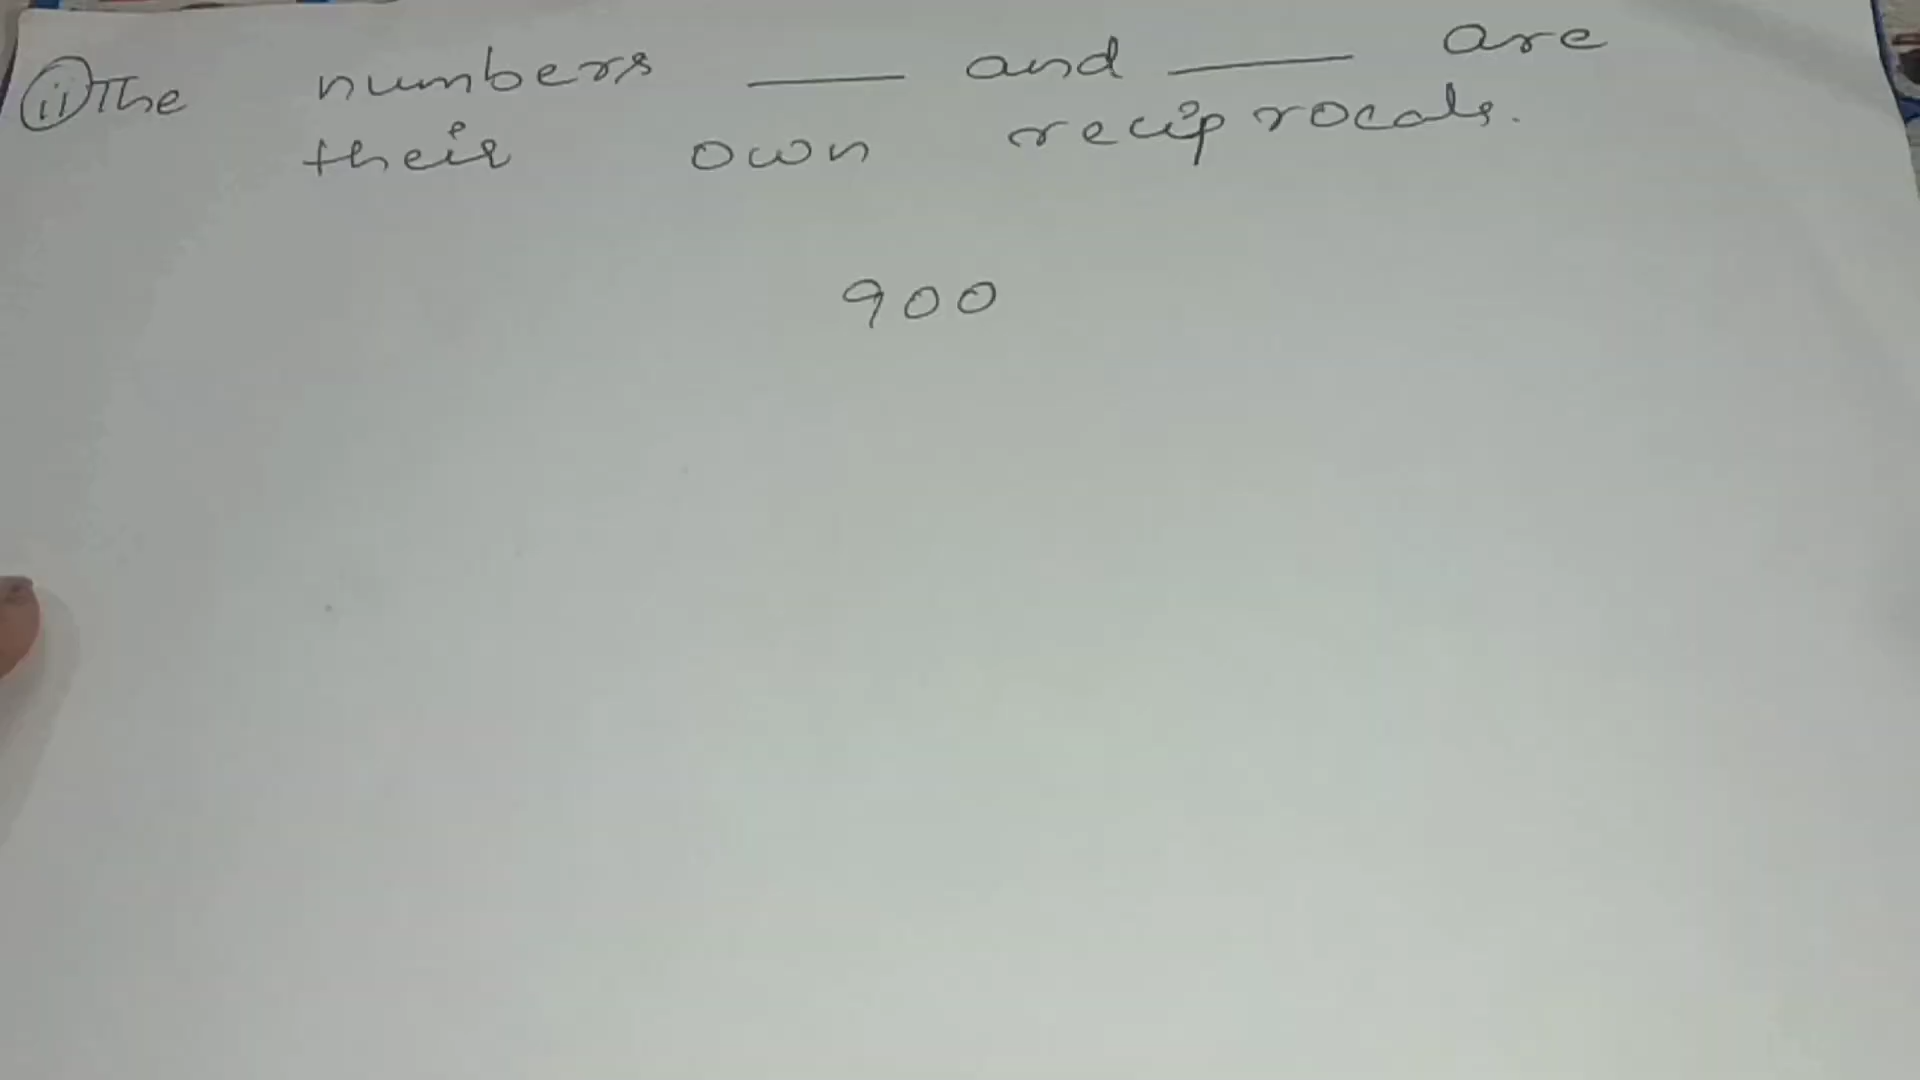 (ii) The numbers ____ and ____ are
their own reciprocals.
900